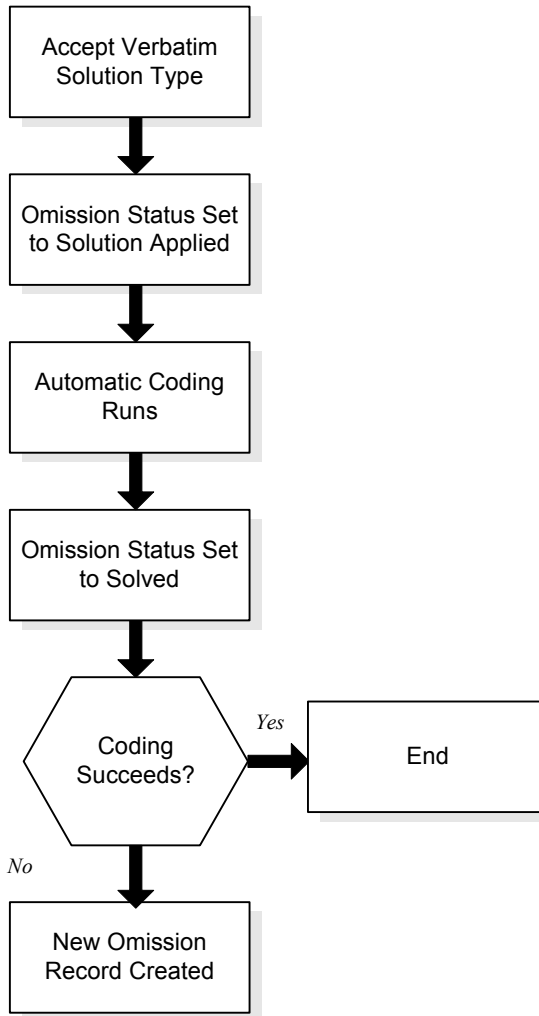 Accept Verbatim
Solution Type
Omission Status Set
to Solution Applied
Automatic Coding
Runs
Omission Status Set
to Solved
Coding
Succeeds?
Yes
End
No
New Omission
Record Created